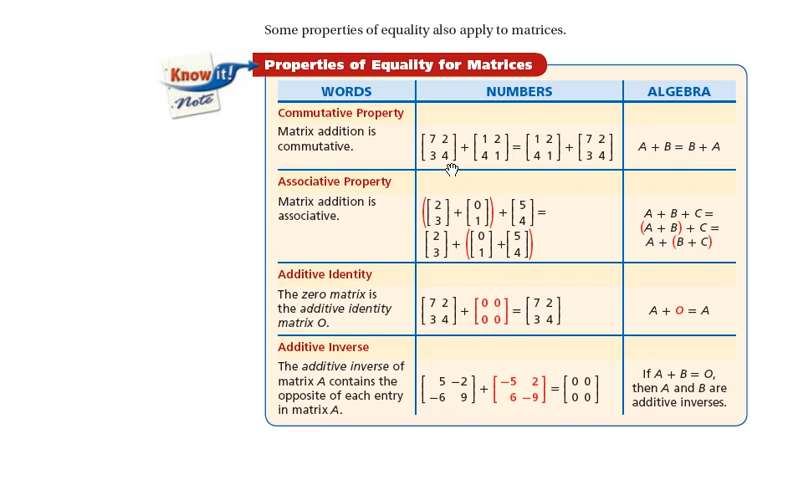 Some properties of equality also apply to matrices.
Know it!
Note
Properties of Equality for Matrices
WORDS NUMBERS ALGEBRA
Commutative Property
Matrix addition is
commutative.
[7 2
3 4] + [1 2
4 1] = [1 2
4 1] + [7 2
3 4]
A + B = B + A
Associative Property
Matrix addition is
associative.
([2
3] + [0
1]) + [5
4] =
[2
3] + ([0
1] + [5
4])
A + B + C =
(A + B) + C =
A + (B + C)
Additive Identity
The zero matrix is
the additive identity
matrix O.
[7 2
3 4] + [0 0
0 0] = [7 2
3 4]
A + O = A
Additive Inverse
The additive inverse of
matrix A contains the
opposite of each entry
in matrix A.
[5 −2
−6 9] + [−5 2
6 −9] = [0 0
0 0]
If A + B = O,
then A and B are
additive inverses.